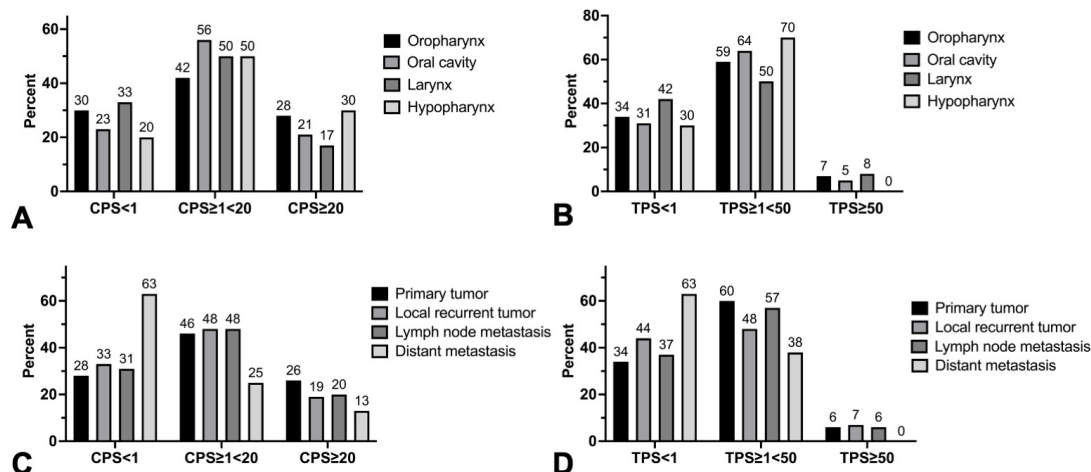 A
Percent
60
40
20
0
30
23
33
20
42
56
50
50
28
21
17
30
CPS<1
CPS≥1<20
CPS≥20
Oropharynx
Oral cavity
Larynx
Hypopharynx
B
Percent
80
60
40
20
0
34
31
42
30
59
64
50
70
7
5
8
0
TPS<1
TPS≥1<50
TPS≥50
Oropharynx
Oral cavity
Larynx
Hypopharynx
C
Percent
60
40
20
0
28
33
31
63
46
48
48
25
26
19
20
13
CPS<1
CPS≥1<20
CPS≥20
Primary tumor
Local recurrent tumor
Lymph node metastasis
Distant metastasis
D
Percent
60
40
20
0
34
44
37
63
60
48
57
38
6
7
6
0
TPS<1
TPS≥1<50
TPS≥50
Primary tumor
Local recurrent tumor
Lymph node metastasis
Distant metastasis